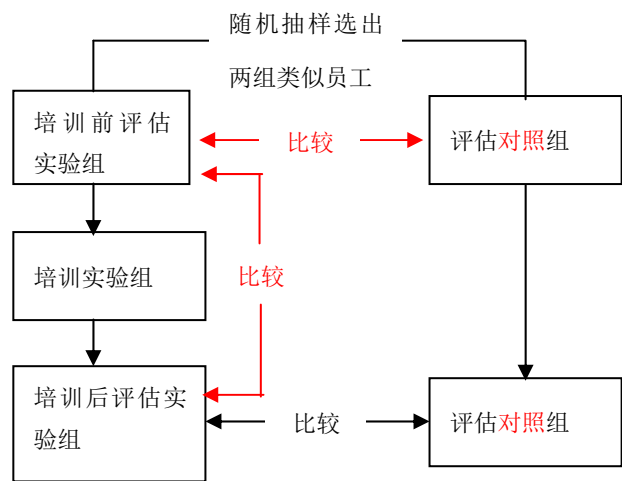 随机抽样选出
两组类似员工
培训前评估
实验组
比较
评估对照组
培训实验组
比较
培训后评估实
验组
比较
评估对照组